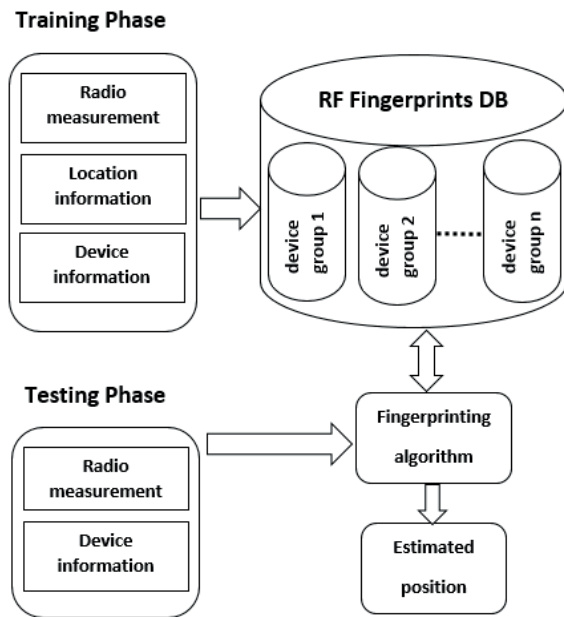 Training Phase
Radio
measurement
Location
information
Device
information
RF Fingerprints DB
device
group 1
device
group 2
device
group n
Testing Phase
Radio
measurement
Device
information
Fingerprinting
algorithm
Estimated
position